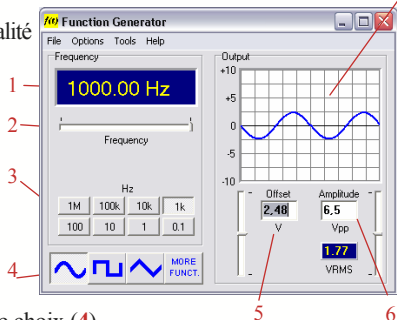 alité
f(t) Function Generator
File Options Tools Help
Frequency
1000.00 Hz
Frequency
Hz
1M 100k 10k 1k
100 10 1 0.1
MORE FUNCT.
Output
+10
+5
0
-5
-10
Offset
2,48
V
Amplitude
6,5
Vpp
1.77
VRMS
1
2
3
4
5
6
choix (4)